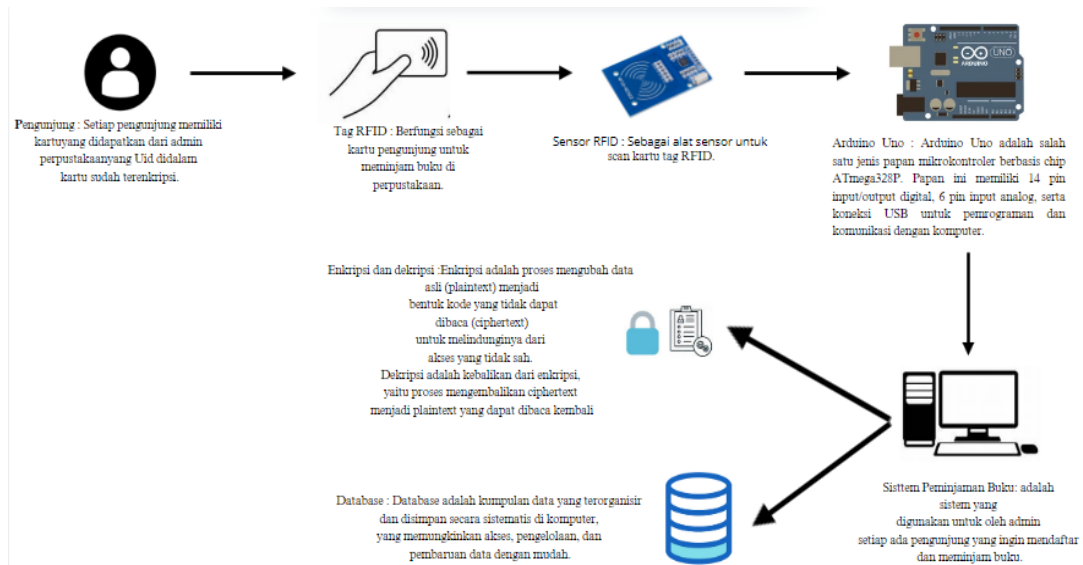 Pengunjung : Setiap pengunjung memiliki
kartuyang didapatkan dari admin
perpustakaanyang Uid didalam
kartu sudah terenkripsi.
Tag RFID : Berfungsi sebagai
kartu pengunjung untuk
meminjam buku di
perpustakaan.
Sensor RFID : Sebagai alat sensor untuk
scan kartu tag RFID.
UNO
ARDUINO
Arduino Uno : Arduino Uno adalah salah
satu jenis papan mikrokontroler berbasis chip
ATmega328P. Papan ini memiliki 14 pin
input/output digital, 6 pin input analog, serta
koneksi USB untuk pemrograman dan
komunikasi dengan komputer.
Enkripsi dan dekripsi :Enkripsi adalah proses mengubah data
asli (plaintext) menjadi
bentuk kode yang tidak dapat
dibaca (ciphertext)
untuk melindunginya dari
akses yang tidak sah.
Dekripsi adalah kebalikan dari enkripsi,
yaitu proses mengembalikan ciphertext
menjadi plaintext yang dapat dibaca kembali
Sisttem Peminjaman Buku: adalah
sistem yang
digunakan untuk oleh admin
setiap ada pengunjung yang ingin mendaftar
dan meminjam buku.
Database : Database adalah kumpulan data yang terorganisir
dan disimpan secara sistematis di komputer,
yang memungkinkan akses, pengelolaan, dan
pembaruan data dengan mudah.